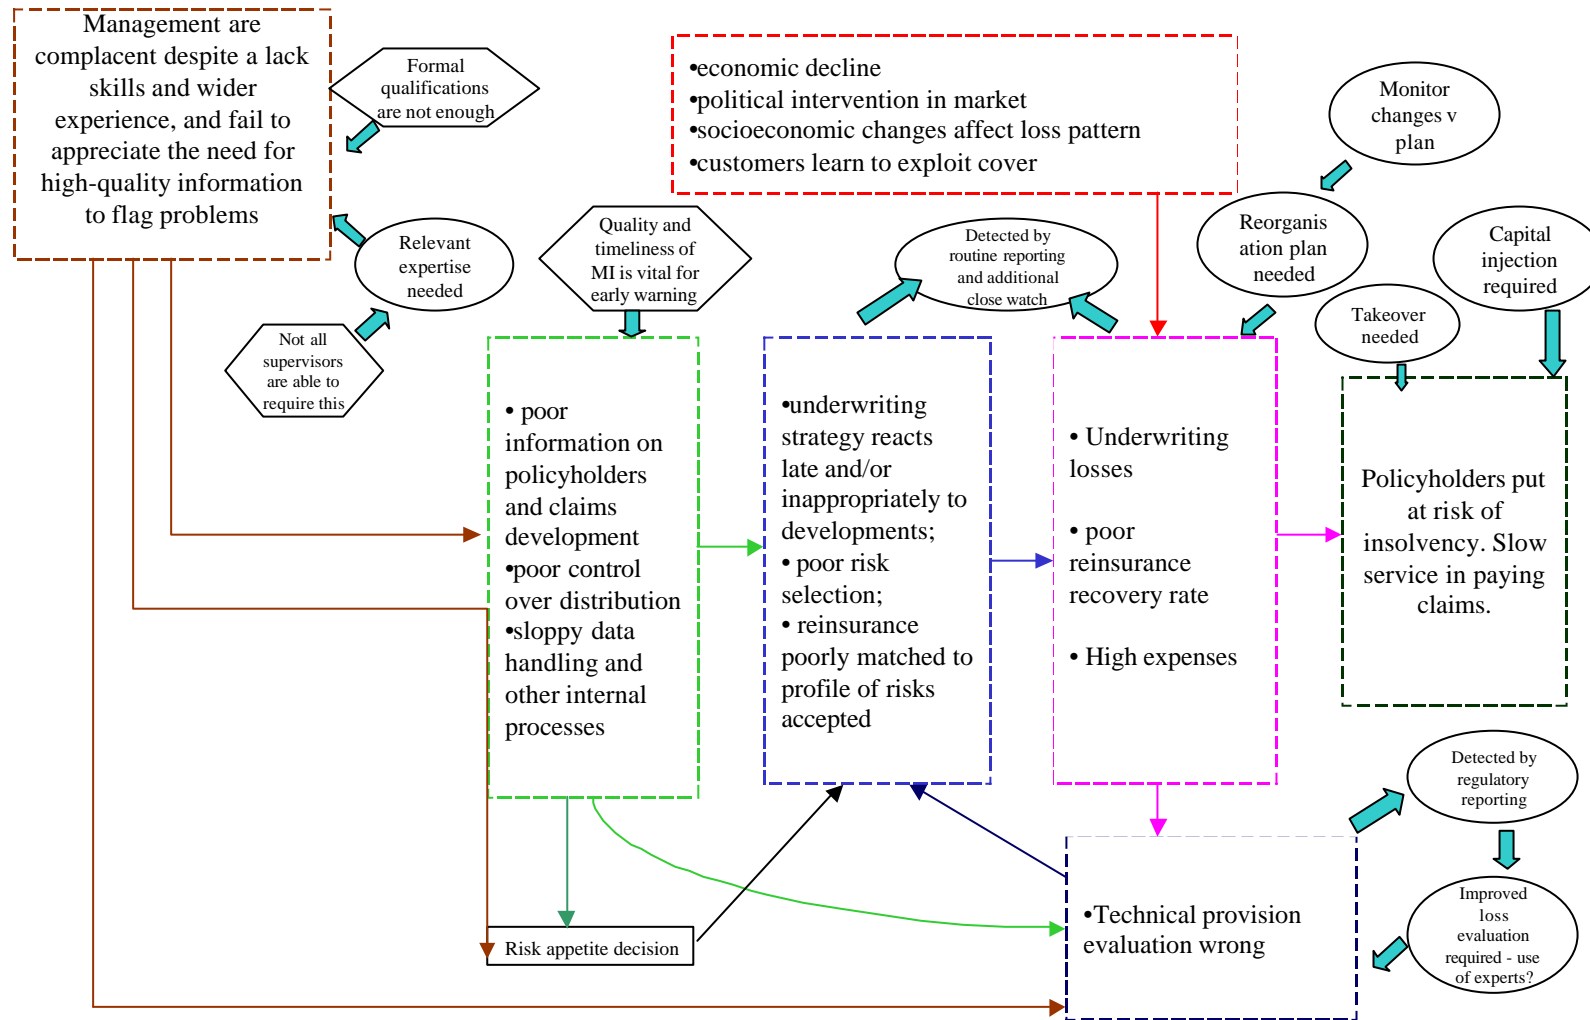 Management are
complacent despite a lack
skills and wider
experience, and fail to
appreciate the need for
high-quality information
to flag problems
Formal
qualifications
are not enough
•economic decline
•political intervention in market
•socioeconomic changes affect loss pattern
•customers learn to exploit cover
Monitor
changes v
plan
Relevant
expertise
needed
Quality and
timeliness of
MI is vital for
early warning
Detected by
routine reporting
and additional
close watch
Reorganis
ation plan
needed
Capital
injection
required
Takeover
needed
Not all
supervisors
are able to
require this
• poor
information on
policyholders
and claims
development
•poor control
over distribution
•sloppy data
handling and
other internal
processes
•underwriting
strategy reacts
late and/or
inappropriately to
developments;
• poor risk
selection;
• reinsurance
poorly matched to
profile of risks
accepted
• Underwriting
losses
• poor
reinsurance
recovery rate
• High expenses
Policyholders put
at risk of
insolvency. Slow
service in paying
claims.
Detected by
regulatory
reporting
Risk appetite decision
•Technical provision
evaluation wrong
Improved
loss
evaluation
required - use
of experts?